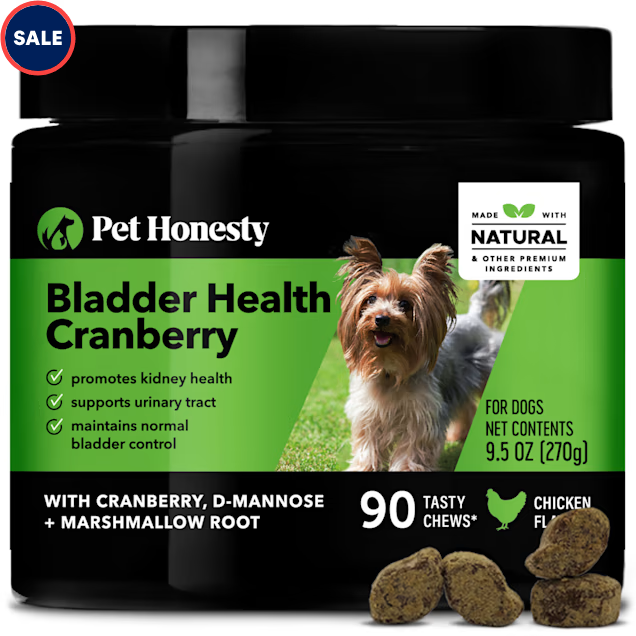 SALE
Pet Honesty
MADE WITH
NATURAL
& OTHER PREMIUM
INGREDIENTS
Bladder Health
Cranberry
promotes kidney health
supports urinary tract
maintains normal
bladder control
FOR DOGS
NET CONTENTS
9.5 OZ (270g)
WITH CRANBERRY, D-MANNOSE
+ MARSHMALLOW ROOT
90 TASTY
CHEWS*
CHICKEN